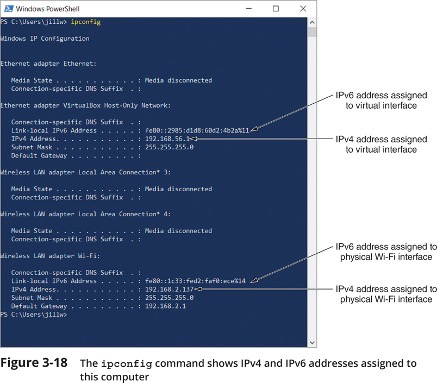 Windows PowerShell
PS C:\Users\jillw> ipconfig
Windows IP Configuration
Ethernet adapter Ethernet:
Media State . . . . . . . . . . . : Media disconnected
Connection-specific DNS Suffix  . :
Ethernet adapter VirtualBox Host-Only Network:
Connection-specific DNS Suffix  . :
Link-local IPv6 Address . . . . . : fe80::2985:d1d8:60d2:4b2a%11
IPv4 Address. . . . . . . . . . . : 192.168.56.1
Subnet Mask . . . . . . . . . . . : 255.255.255.0
Default Gateway . . . . . . . . . :
Wireless LAN adapter Local Area Connection* 3:
Media State . . . . . . . . . . . : Media disconnected
Connection-specific DNS Suffix  . :
Wireless LAN adapter Local Area Connection* 4:
Media State . . . . . . . . . . . : Media disconnected
Connection-specific DNS Suffix  . :
Wireless LAN adapter Wi-Fi:
Connection-specific DNS Suffix  . :
Link-local IPv6 Address . . . . . : fe80::1c33:fed2:faf0:ece%14
IPv4 Address. . . . . . . . . . . : 192.168.2.137
Subnet Mask . . . . . . . . . . . : 255.255.255.0
Default Gateway . . . . . . . . . : 192.168.2.1
PS C:\Users\jillw>
IPv6 address assigned
to virtual interface
IPv4 address assigned
to virtual interface
IPv6 address assigned to
physical Wi-Fi interface
IPv4 address assigned to
physical Wi-Fi interface
Figure 3-18 The ipconfig command shows IPv4 and IPv6 addresses assigned to
this computer